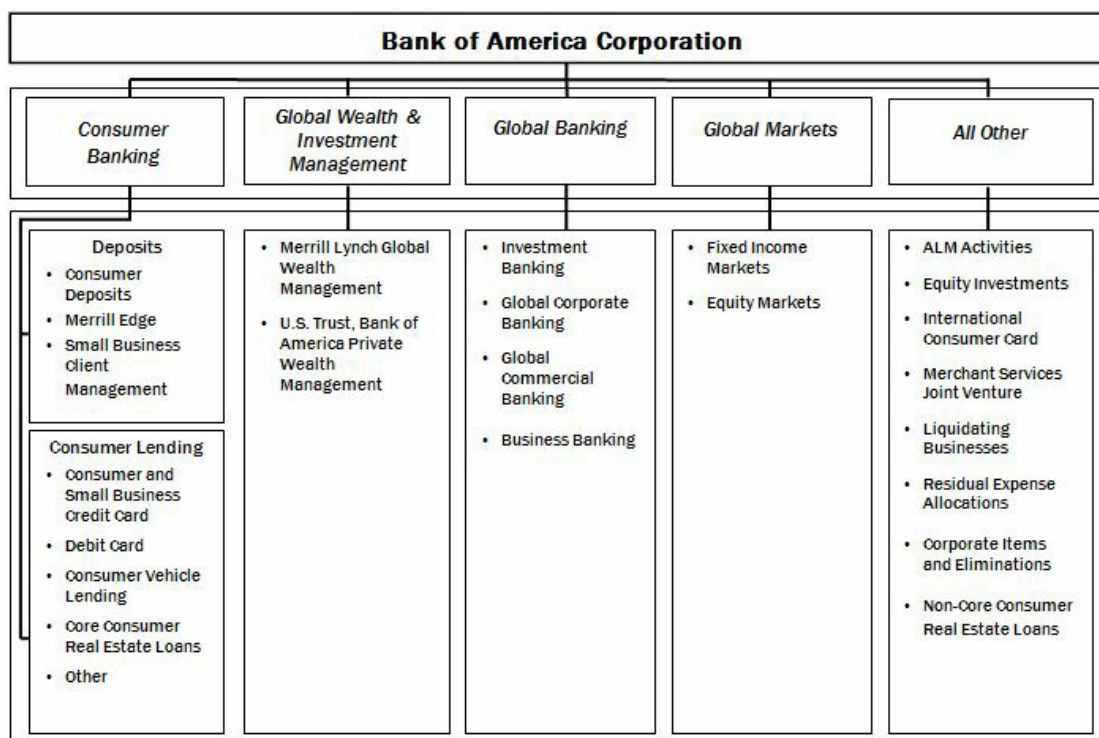 Bank of America Corporation
Consumer
Banking
Global Wealth &
Investment
Management
Global Banking
Global Markets
All Other
Deposits
• Consumer
Deposits
• Merrill Edge
• Small Business
Client
Management
Consumer Lending
• Consumer and
Small Business
Credit Card
• Debit Card
• Consumer Vehicle
Lending
• Core Consumer
Real Estate Loans
• Other
• Merrill Lynch Global
Wealth
Management
• U.S. Trust, Bank of
America Private
Wealth
Management
• Investment
Banking
• Global Corporate
Banking
• Global
Commercial
Banking
• Business Banking
• Fixed Income
Markets
• Equity Markets
• ALM Activities
• Equity Investments
• International
Consumer Card
• Merchant Services
Joint Venture
• Liquidating
Businesses
• Residual Expense
Allocations
• Corporate Items
and Eliminations
• Non-Core Consumer
Real Estate Loans